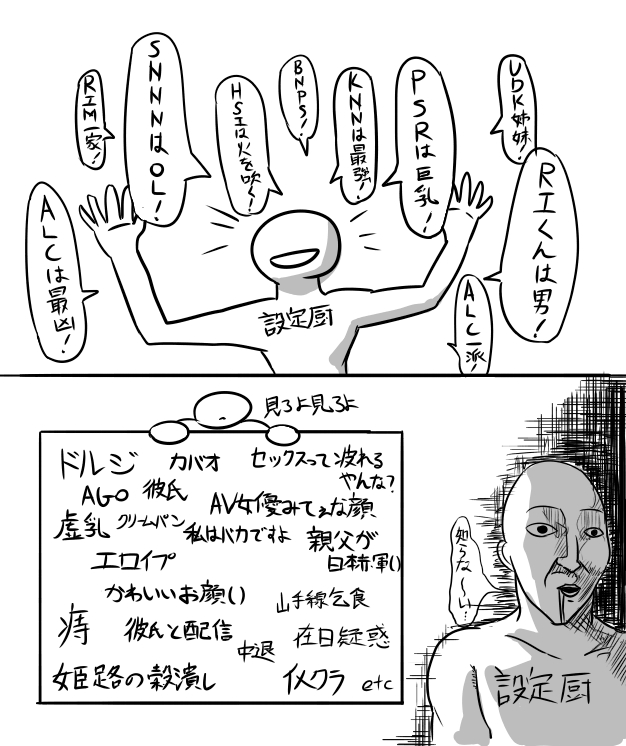 UDK姉妹!
PSRは巨乳!
KNNは最強!
BNPS!
HSIは火を吹く!
SNNNはOL!
RIM一家!
RIくんは男!
ALC一派!
ALCは最凶!
設定厨
見ろよ見ろよ
ドルジ
カバオ
セックスって疲れる
やんな?
AGO
彼氏
AV女優みてぇな顔
虚乳
クリームパン
私はバカですよ
親父が
日本赤軍()
エロイプ
かわいいお顔()
山手線乞食
痔
彼氏と配信
中退
在日疑惑
姫路の穀潰し
イメクラ
etc
知らな~い…
設定厨